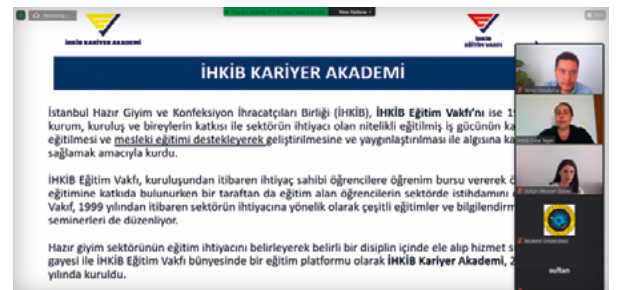 View Options
İHKİB KARİYER AKADEMİ
İHKİB
EĞİTİM VAKFI
İHKİB KARİYER AKADEMİ
İstanbul Hazır Giyim ve Konfeksiyon İhracatçıları Birliği (İHKİB), İHKİB Eğitim Vakfı'nı ise 1
kurum, kuruluş ve bireylerin katkısı ile sektörün ihtiyacı olan nitelikli eğitilmiş iş gücünün ka
eğitilmesi ve mesleki eğitimi destekleyerek geliştirilmesine ve yaygınlaştırılması ile algısına ka
sağlamak amacıyla kurdu.
İHKİB Eğitim Vakfı, kuruluşundan itibaren ihtiyaç sahibi öğrencilere öğrenim bursu vererek
eğitimine katkıda bulunurken bir taraftan da eğitim alan öğrencilerin sektörde istihdamını
Vakıf, 1999 yılından itibaren sektörün ihtiyacına yönelik olarak çeşitli eğitimler ve bilgilendirm
seminerleri de düzenliyor.
Hazır giyim sektörünün eğitim ihtiyacını belirleyerek belirli bir disiplin içinde ele alıp hizmet s
gayesi ile İHKİB Eğitim Vakfı bünyesinde bir eğitim platformu olarak İHKİB Kariyer Akademi, 2
yılında kuruldu.
sultan